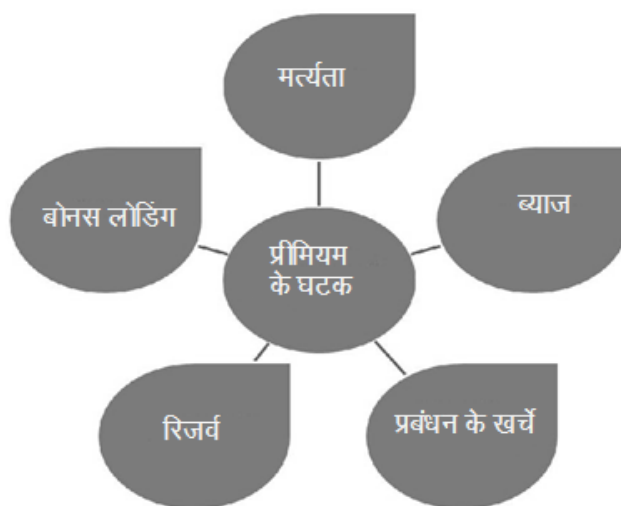 मर्त्यता
बोनस लोडिंग
ब्याज
प्रीमियम
के घटक
रिजर्व
प्रबंधन के खर्चे